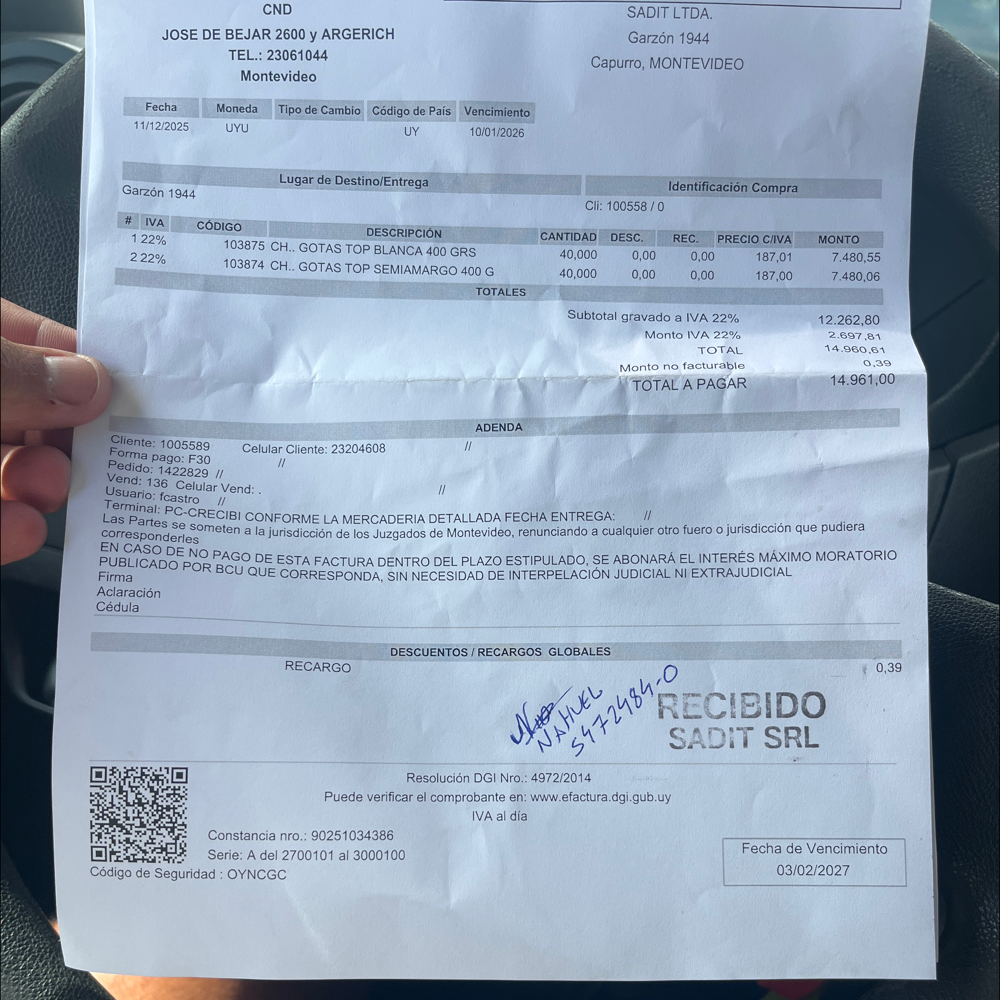 CND
JOSE DE BEJAR 2600 y ARGERICH
TEL.: 23061044
Montevideo
SADIT LTDA.
Garzón 1944
Capurro, MONTEVIDEO
Fecha Moneda Tipo de Cambio Código de País Vencimiento
11/12/2025 UYU UY 10/01/2026
Lugar de Destino/Entrega Identificación Compra
Garzón 1944
Cli: 100558 / 0
# IVA CÓDIGO DESCRIPCIÓN CANTIDAD DESC. REC. PRECIO C/IVA MONTO
1 22% 103875 CH.. GOTAS TOP BLANCA 400 GRS 40,000 0,00 0,00 187,01 7.480,55
2 22% 103874 CH.. GOTAS TOP SEMIAMARGO 400 G 40,000 0,00 0,00 187,00 7.480,06
TOTALES
Subtotal gravado a IVA 22% 12.262,80
Monto IVA 22% 2.697,81
TOTAL 14.960,61
Monto no facturable 0,39
TOTAL A PAGAR 14.961,00
ADENDA
Cliente: 1005589 Celular Cliente: 23204608 //
Forma pago: F30 //
Pedido: 1422829 //
Vend: 136 Celular Vend: . //
Usuario: fcastro //
Terminal: PC-CRECIBI CONFORME LA MERCADERIA DETALLADA FECHA ENTREGA: //
Las Partes se someten a la jurisdicción de los Juzgados de Montevideo, renunciando a cualquier otro fuero o jurisdicción que pudiera
corresponderles
EN CASO DE NO PAGO DE ESTA FACTURA DENTRO DEL PLAZO ESTIPULADO, SE ABONARÁ EL INTERÉS MÁXIMO MORATORIO
PUBLICADO POR BCU QUE CORRESPONDA, SIN NECESIDAD DE INTERPELACIÓN JUDICIAL NI EXTRAJUDICIAL
Firma
Aclaración
Cédula
DESCUENTOS / RECARGOS GLOBALES
RECARGO 0,39
NAHUEL
5472484-0
RECIBIDO
SADIT SRL
Resolución DGI Nro.: 4972/2014
Puede verificar el comprobante en: www.efactura.dgi.gub.uy
IVA al día
Constancia nro.: 90251034386
Serie: A del 2700101 al 3000100
Código de Seguridad : OYNCGC
Fecha de Vencimiento
03/02/2027